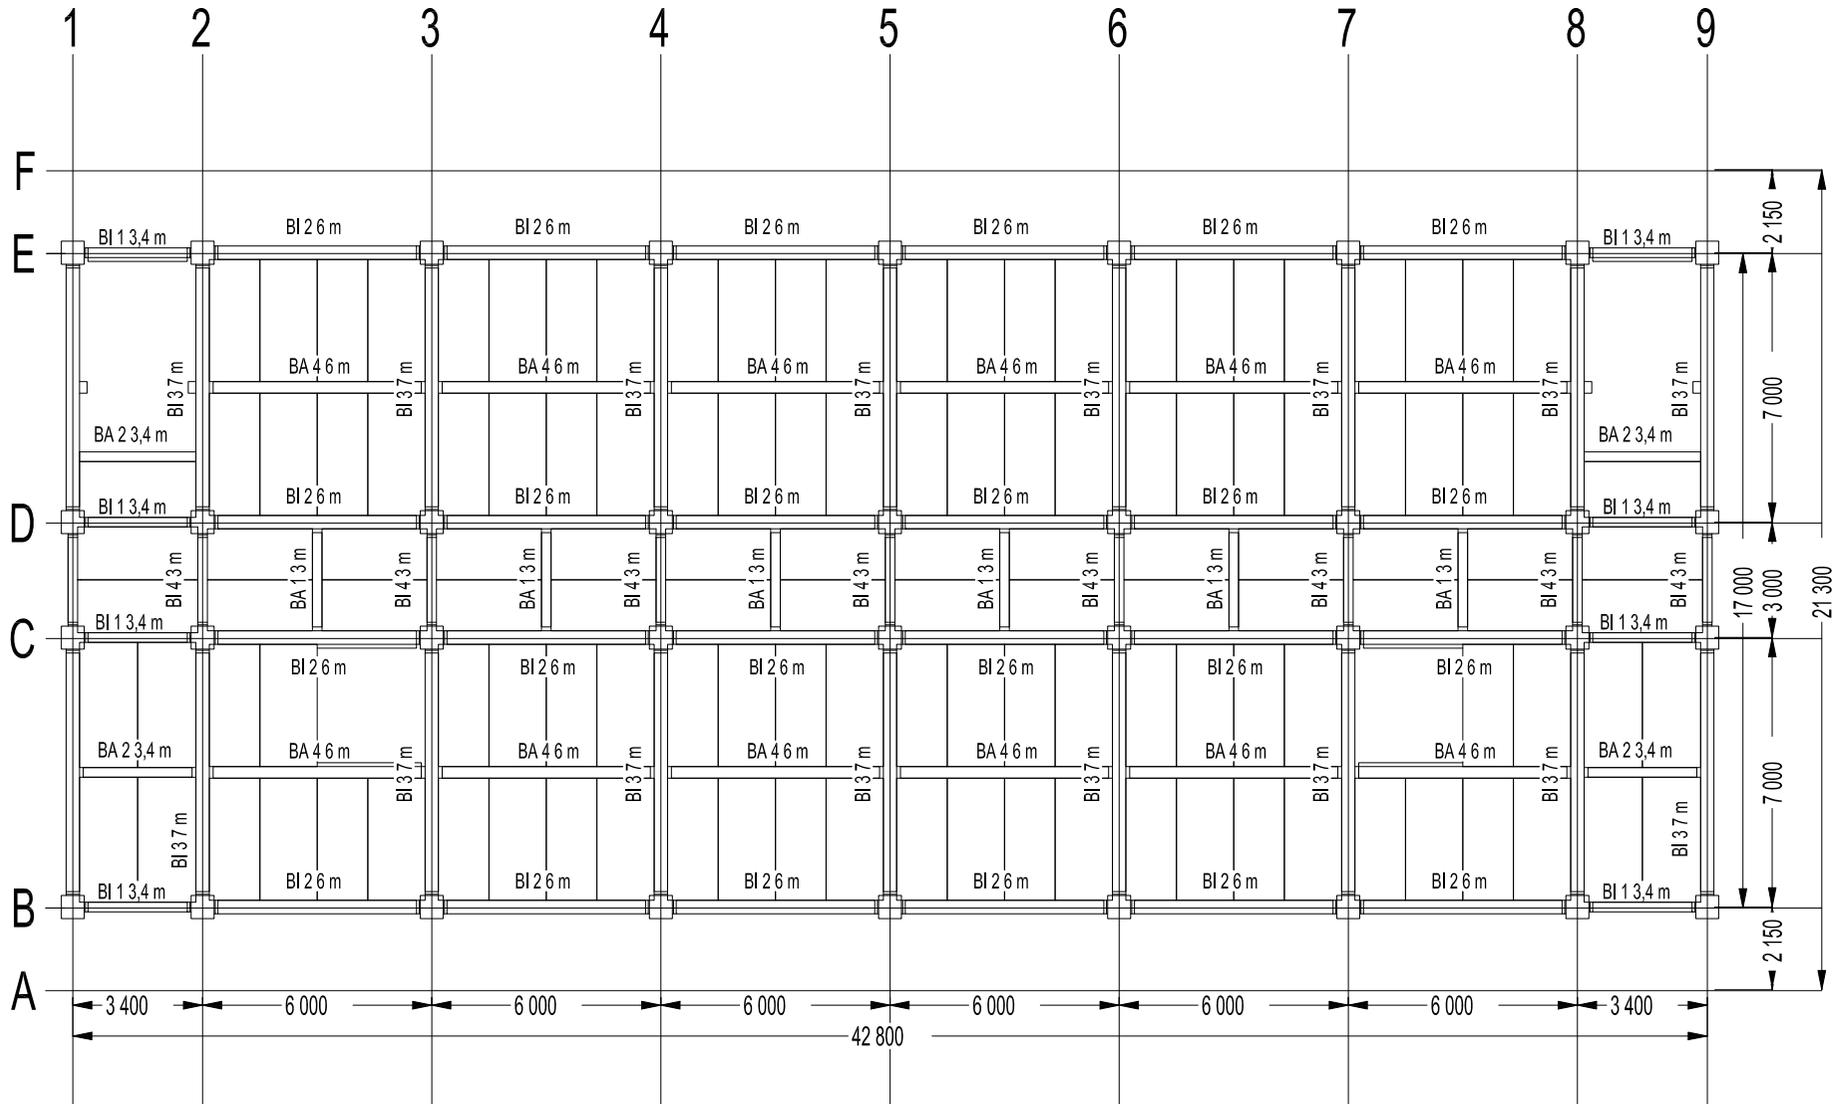 1 2 3 4 5 6 7 8 9
F
2 150
BI 2 6 m BI 2 6 m BI 2 6 m BI 2 6 m BI 2 6 m BI 2 6 m
BI 1 3,4 m BI 1 3,4 m
E
BA 4 6 m BA 4 6 m BA 4 6 m BA 4 6 m BA 4 6 m BA 4 6 m
BI 3 7 m BI 3 7 m BI 3 7 m BI 3 7 m BI 3 7 m BI 3 7 m BI 3 7 m BI 3 7 m
7 000
BA 2 3,4 m BA 2 3,4 m
BI 2 6 m BI 2 6 m BI 2 6 m BI 2 6 m BI 2 6 m BI 2 6 m
BI 1 3,4 m BI 1 3,4 m
D
BI 4 3 m BA 1 3 m BI 4 3 m BA 1 3 m BI 4 3 m BA 1 3 m BI 4 3 m BA 1 3 m BI 4 3 m BA 1 3 m BI 4 3 m BA 1 3 m BI 4 3 m BI 4 3 m
17 000 3 000 21 300
BI 1 3,4 m BI 1 3,4 m
C
BI 2 6 m BI 2 6 m BI 2 6 m BI 2 6 m BI 2 6 m BI 2 6 m
BA 2 3,4 m BA 4 6 m BA 4 6 m BA 4 6 m BA 4 6 m BA 4 6 m BA 4 6 m BA 2 3,4 m
BI 3 7 m BI 3 7 m BI 3 7 m BI 3 7 m BI 3 7 m BI 3 7 m
7 000
BI 3 7 m BI 3 7 m
BI 2 6 m BI 2 6 m BI 2 6 m BI 2 6 m BI 2 6 m BI 2 6 m
BI 1 3,4 m BI 1 3,4 m
B
2 150
A
3 400 6 000 6 000 6 000 6 000 6 000 6 000 3 400
42 800